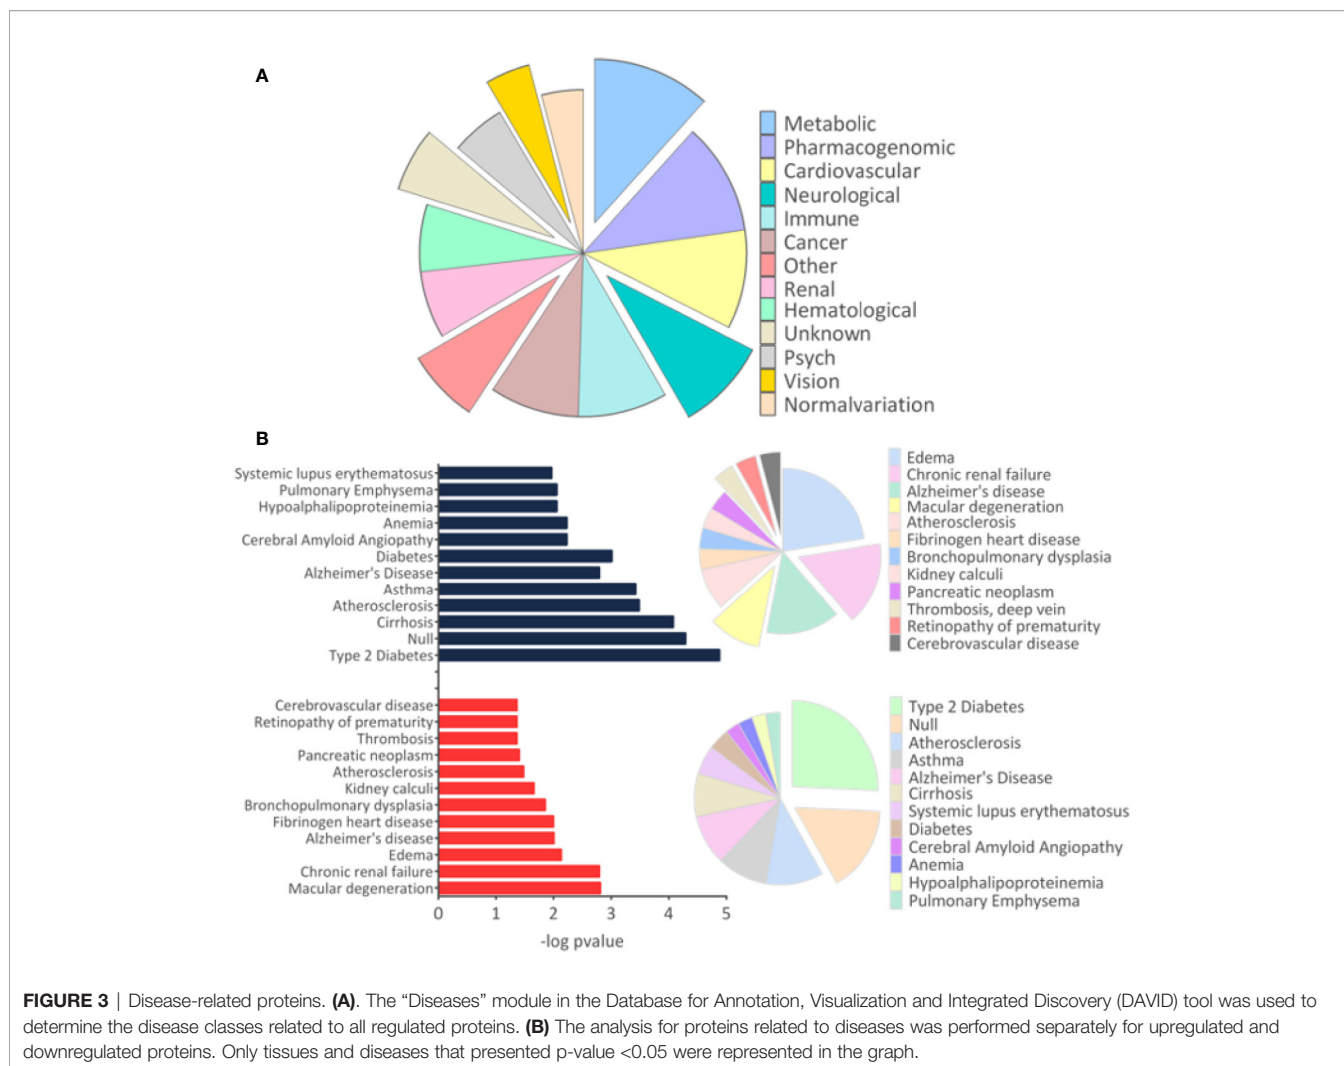 A
Metabolic
Pharmacogenomic
Cardiovascular
Neurological
Immune
Cancer
Other
Renal
Hematological
Unknown
Psych
Vision
Normalvariation
B
Systemic lupus erythematosus
Pulmonary Emphysema
Hypoalphalipoproteinemia
Anemia
Cerebral Amyloid Angiopathy
Diabetes
Alzheimer's Disease
Asthma
Atherosclerosis
Cirrhosis
Null
Type 2 Diabetes
Cerebrovascular disease
Retinopathy of prematurity
Thrombosis
Pancreatic neoplasm
Atherosclerosis
Kidney calculi
Bronchopulmonary dysplasia
Fibrinogen heart disease
Alzheimer's disease
Edema
Chronic renal failure
Macular degeneration
0 1 2 3 4 5
-log pvalue
Edema
Chronic renal failure
Alzheimer's disease
Macular degeneration
Atherosclerosis
Fibrinogen heart disease
Bronchopulmonary dysplasia
Kidney calculi
Pancreatic neoplasm
Thrombosis, deep vein
Retinopathy of prematurity
Cerebrovascular disease
Type 2 Diabetes
Null
Atherosclerosis
Asthma
Alzheimer's Disease
Cirrhosis
Systemic lupus erythematosus
Diabetes
Cerebral Amyloid Angiopathy
Anemia
Hypoalphalipoproteinemia
Pulmonary Emphysema
FIGURE 3 | Disease-related proteins. (A). The “Diseases” module in the Database for Annotation, Visualization and Integrated Discovery (DAVID) tool was used to
determine the disease classes related to all regulated proteins. (B) The analysis for proteins related to diseases was performed separately for upregulated and
downregulated proteins. Only tissues and diseases that presented p-value <0.05 were represented in the graph.